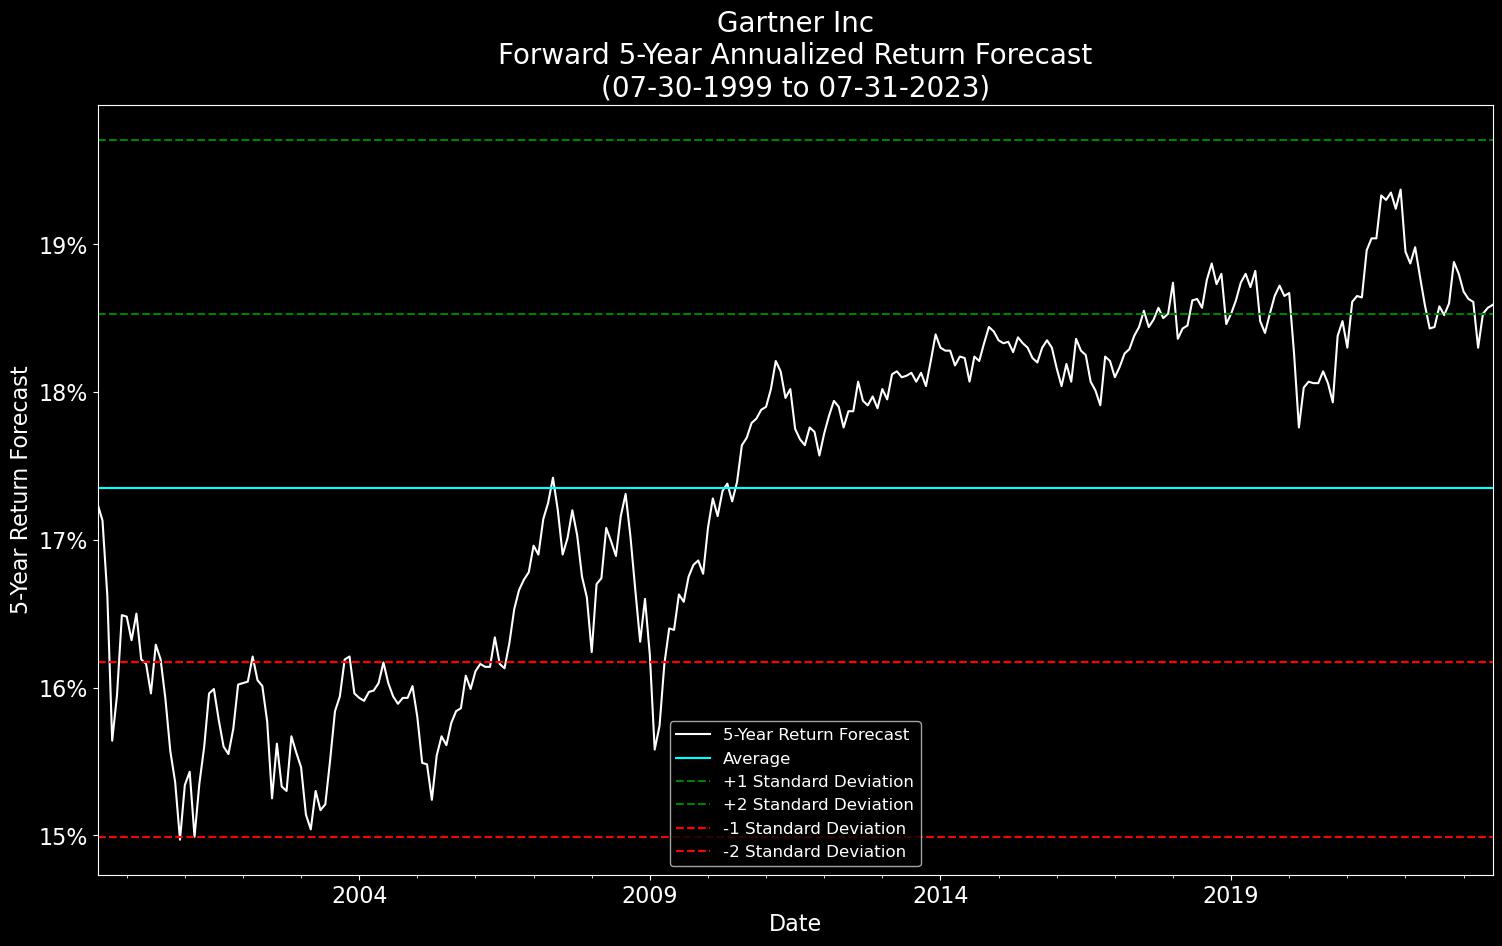 Gartner Inc
Forward 5-Year Annualized Return Forecast
(07-30-1999 to 07-31-2023)
5-Year Return Forecast
19%
18%
17%
16%
15%
5-Year Return Forecast
Average
+1 Standard Deviation
+2 Standard Deviation
-1 Standard Deviation
-2 Standard Deviation
2004
2009
2014
2019
Date